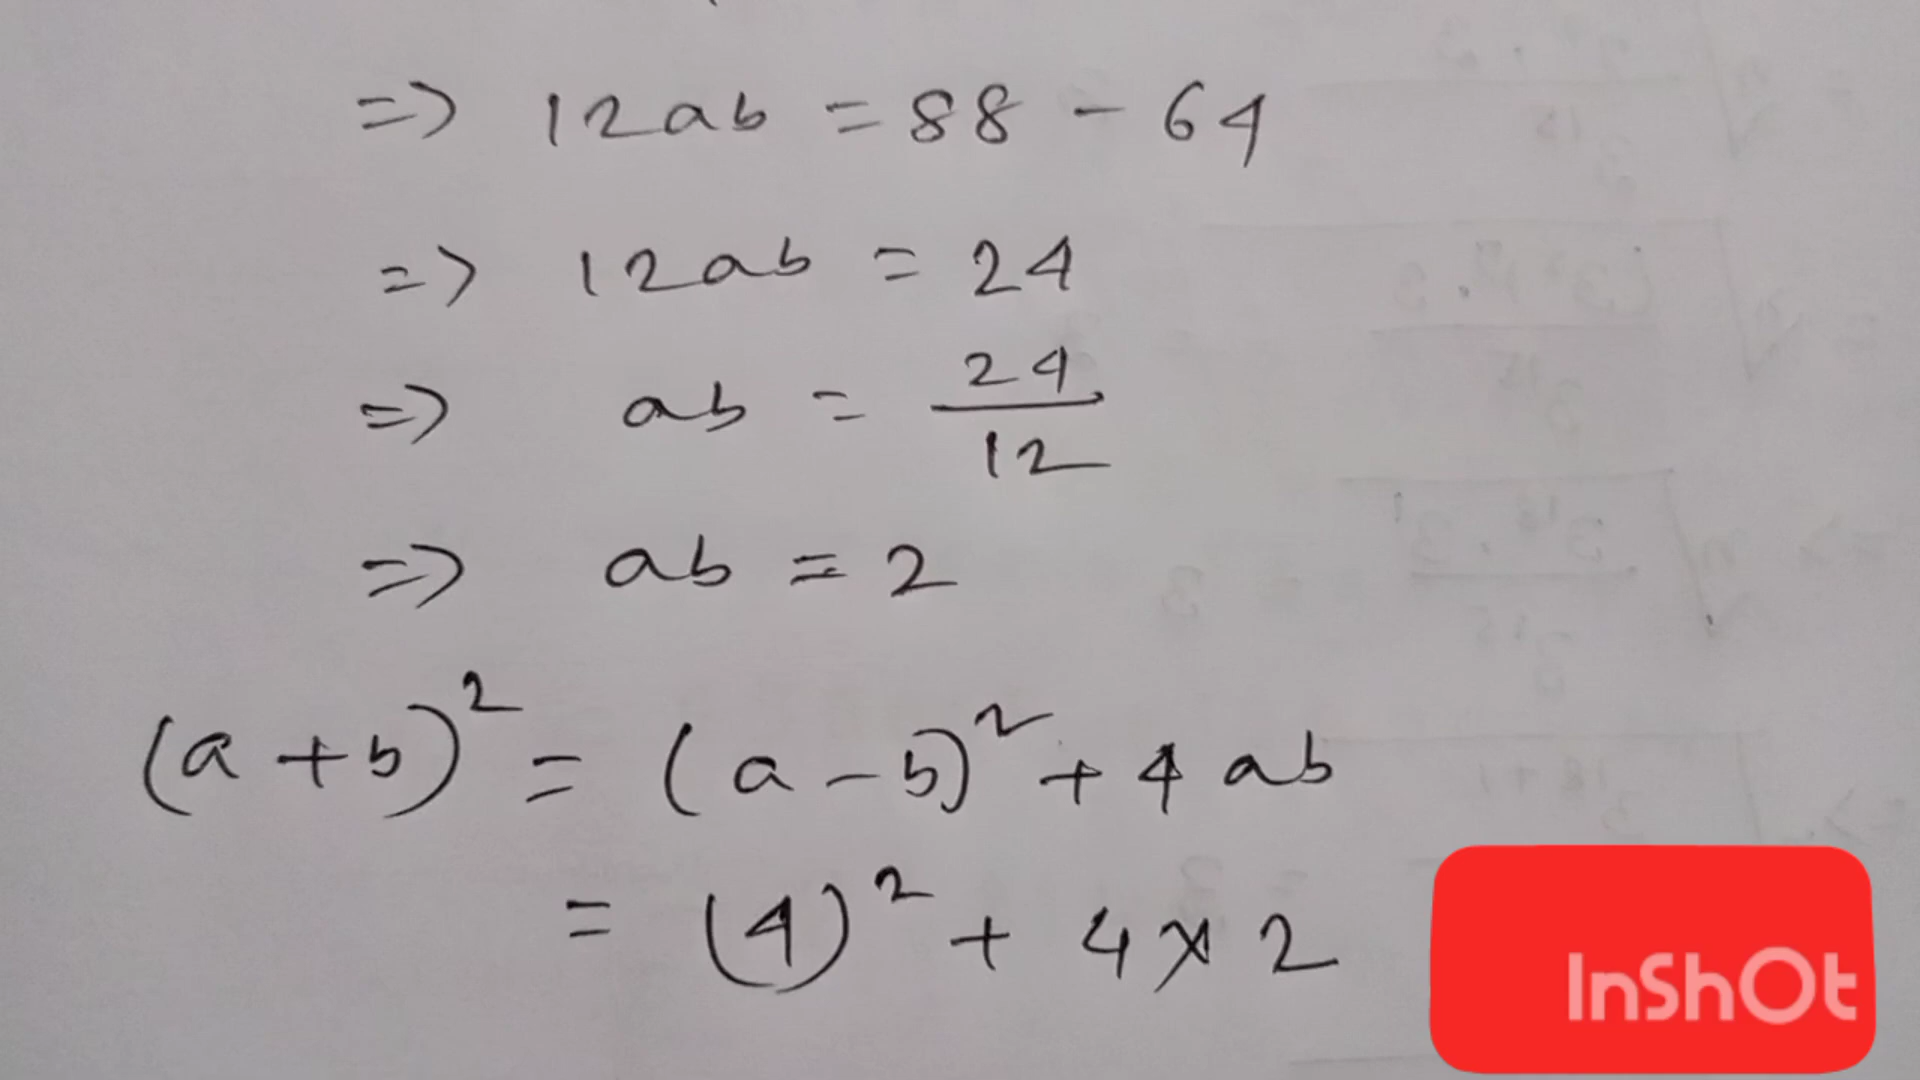 => 12ab = 88 - 64
=> 12ab = 24
=> ab = 24/12
=> ab = 2
(a+b)² = (a-b)² + 4ab
= (4)² + 4×2
InShOt